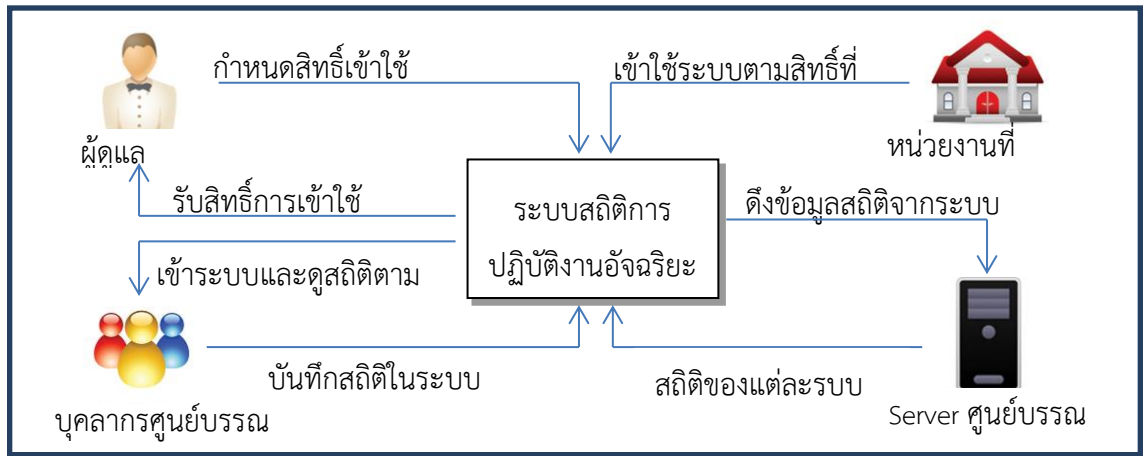 กำหนดสิทธิ์เข้าใช้
เข้าใช้ระบบตามสิทธิ์ที่
ผู้ดูแล
หน่วยงานที่
รับสิทธิ์การเข้าใช้
ระบบสถิติการ
ปฏิบัติงานอัจฉริยะ
ดึงข้อมูลสถิติจากระบบ
เข้าระบบและดูสถิติตาม
บันทึกสถิติในระบบ
สถิติของแต่ละรบบ
บุคลากรศูนย์บรรณ
Server ศูนย์บรรณ